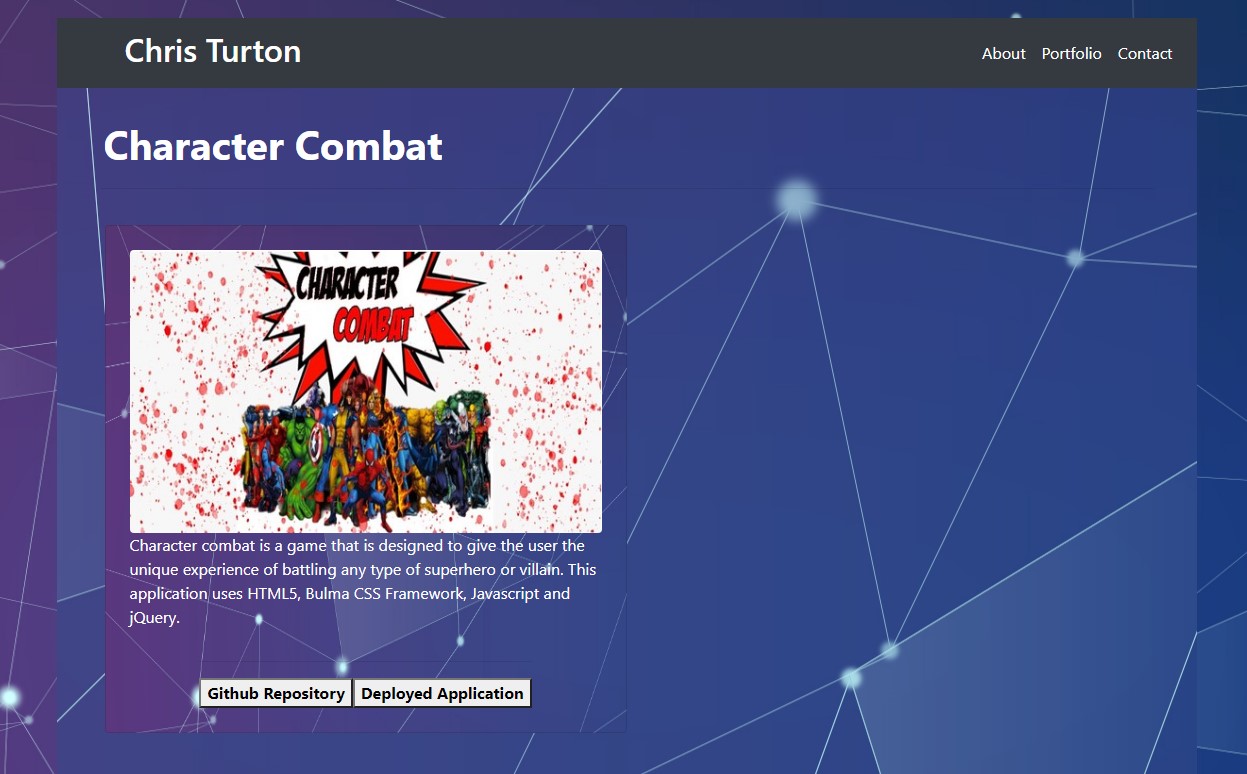 Chris Turton
About Portfolio Contact
Character Combat
CHARACTER
COMBAT
Character combat is a game that is designed to give the user the
unique experience of battling any type of superhero or villain. This
application uses HTML5, Bulma CSS Framework, Javascript and
jQuery.
Github Repository Deployed Application